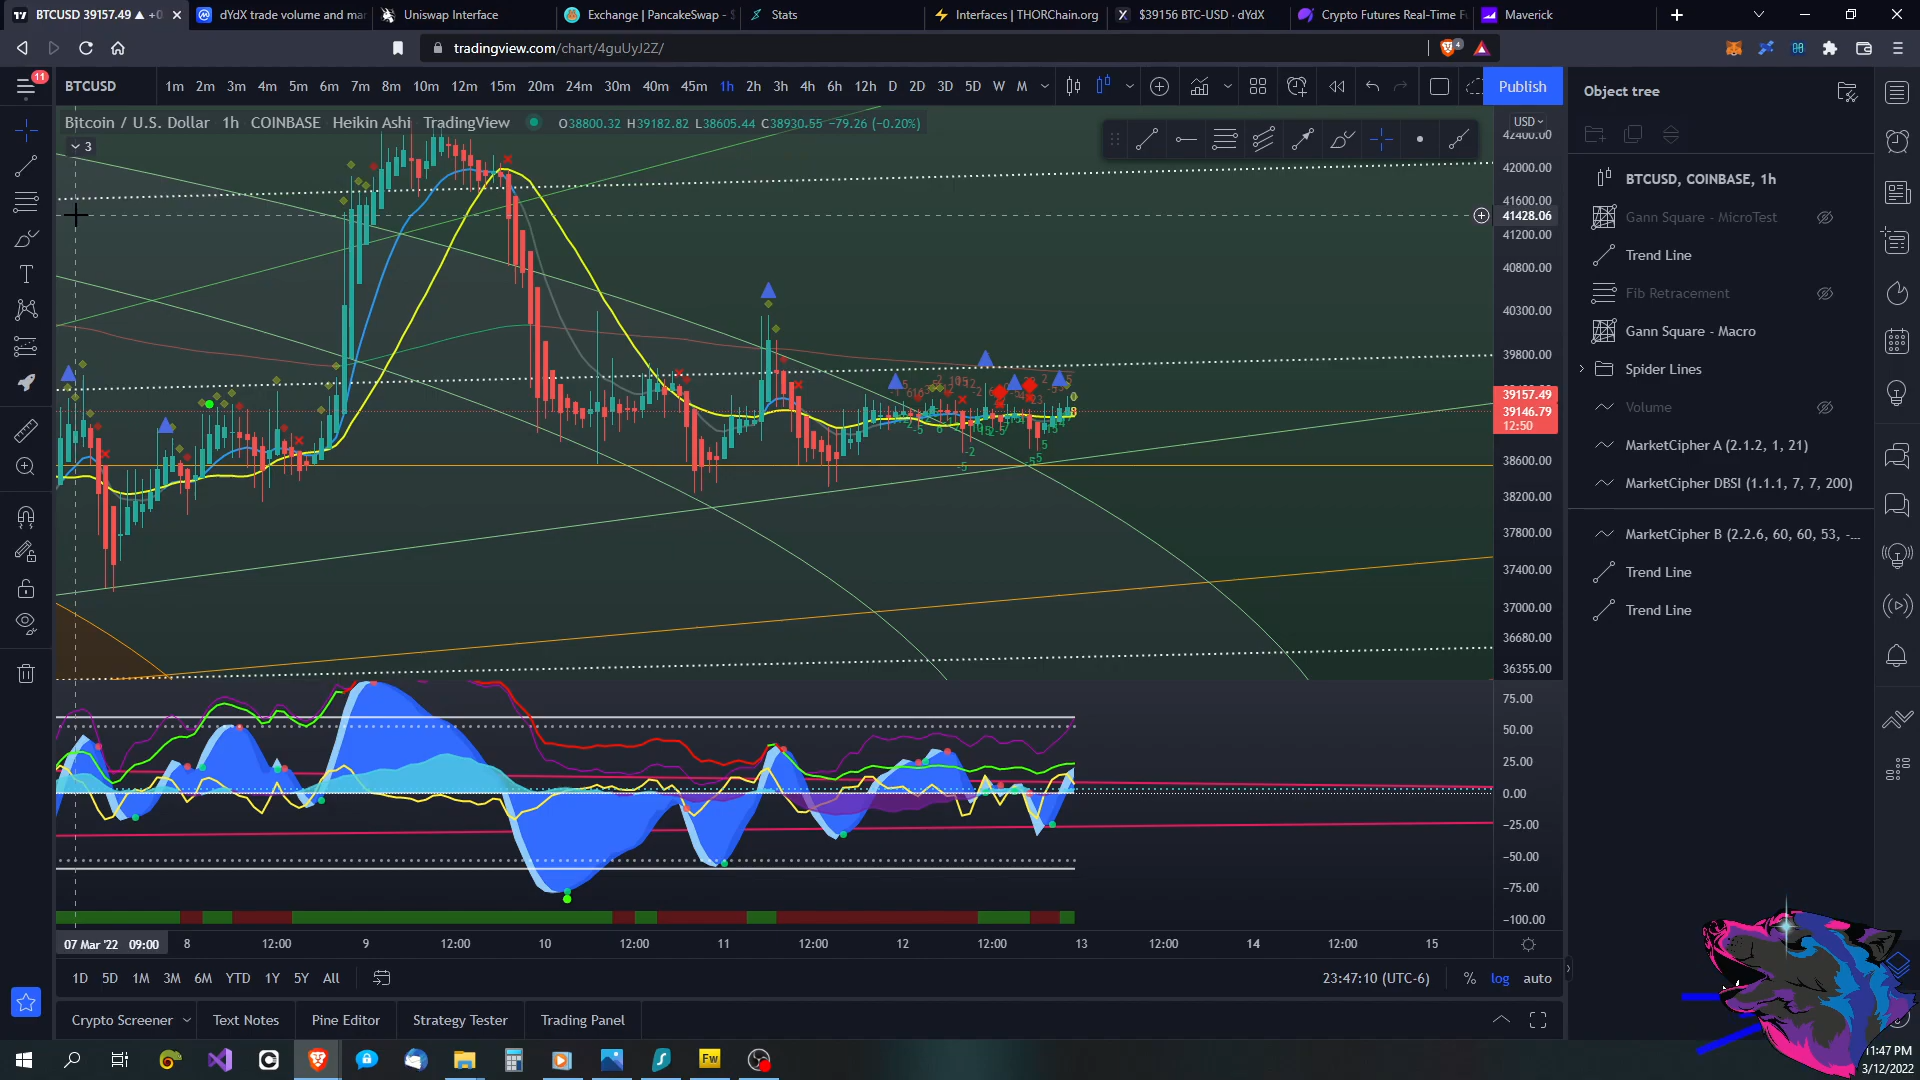 BTCUSD 39157.49 ▲ +0
dYdX trade volume and mar
Uniswap Interface
Exchange | PancakeSwap - $
Stats
Interfaces | THORChain.org
$39156 BTC-USD · dYdX
Crypto Futures Real-Time F
Maverick
tradingview.com/chart/4guUyJ2Z/
4
11
BTCUSD
1m 2m 3m 4m 5m 6m 7m 8m 10m 12m 15m 20m 24m 30m 40m 45m 1h 2h 3h 4h 6h 12h D 2D 3D 5D W M
Publish
Object tree
Bitcoin / U.S. Dollar 1h COINBASE Heikin Ashi TradingView
O38800.32 H39182.82 L38605.44 C38930.55 −79.26 (−0.20%)
3
USD
42400.00
42000.00
41600.00
41428.06
41200.00
40800.00
40300.00
39800.00
39157.49
39146.79
12:50
38600.00
38200.00
37800.00
37400.00
37000.00
36680.00
36355.00
75.00
50.00
25.00
0.00
−25.00
−50.00
−75.00
−100.00
BTCUSD, COINBASE, 1h
Gann Square - MicroTest
Trend Line
Fib Retracement
Gann Square - Macro
Spider Lines
Volume
MarketCipher A (2.1.2, 1, 21)
MarketCipher DBSI (1.1.1, 7, 7, 200)
MarketCipher B (2.2.6, 60, 60, 53, -...
Trend Line
Trend Line
07 Mar '22 09:00 8 12:00 9 12:00 10 12:00 11 12:00 12 12:00 13 12:00 14 12:00 15
1D 5D 1M 3M 6M YTD 1Y 5Y All
23:47:10 (UTC-6) % log auto
Crypto Screener Text Notes Pine Editor Strategy Tester Trading Panel
Fw
11:47 PM
3/12/2022